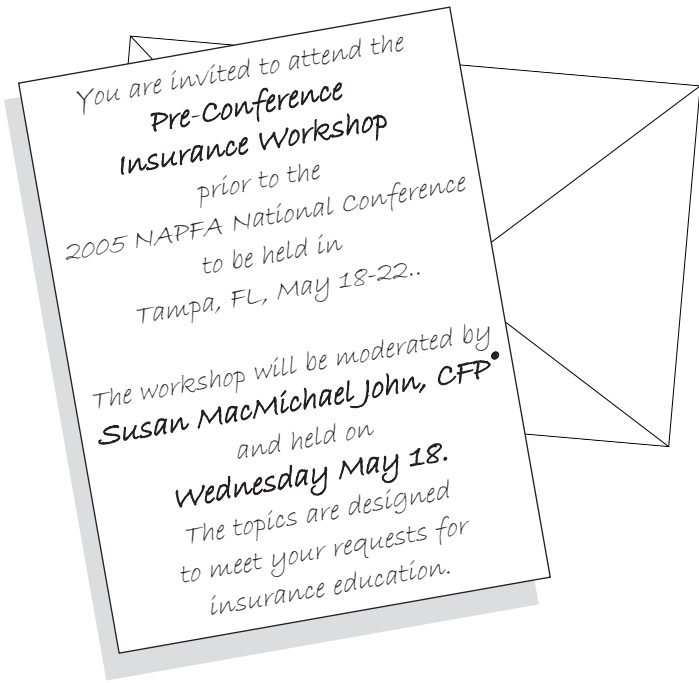 You are invited to attend the
Pre-Conference
Insurance Workshop
prior to the
2005 NAPFA National Conference
to be held in
Tampa, FL, May 18-22..
The workshop will be moderated by
Susan MacMichael John, CFP®
and held on
Wednesday May 18.
The topics are designed
to meet your requests for
insurance education.